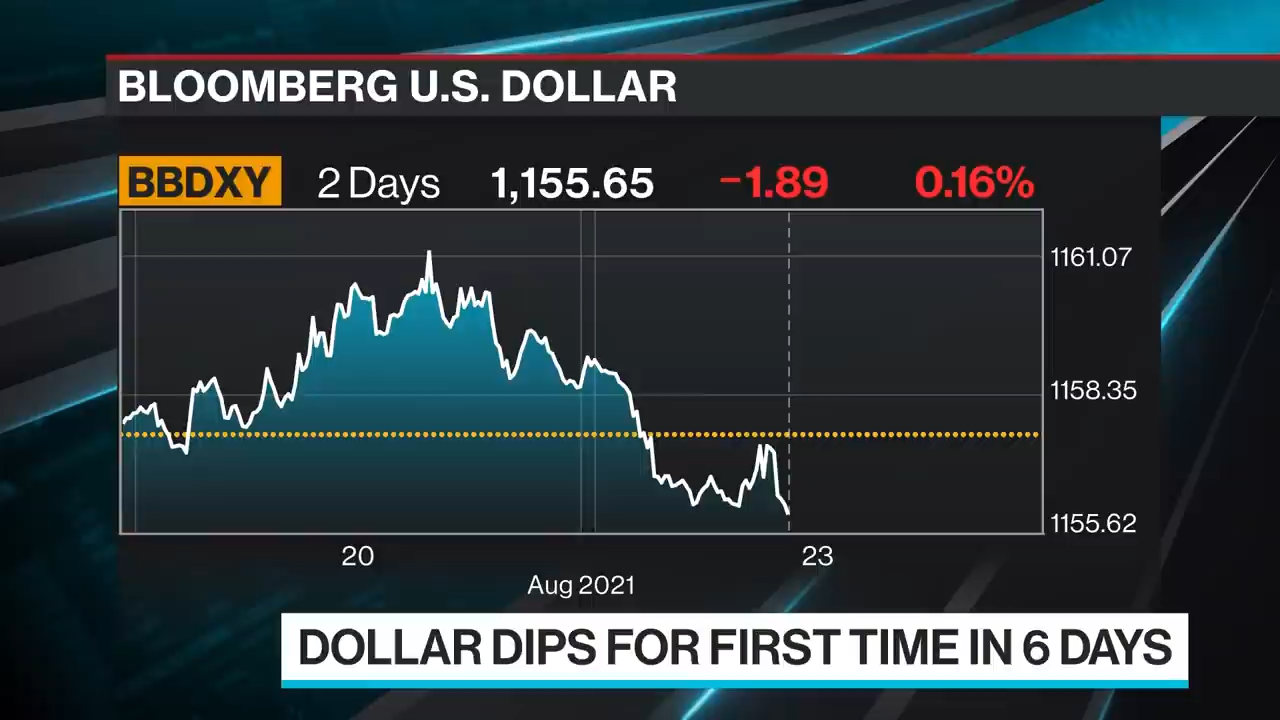 BLOOMBERG U.S. DOLLAR
BBDXY 2 Days 1,155.65 −1.89 0.16%
1161.07
1158.35
1155.62
20 23
Aug 2021
DOLLAR DIPS FOR FIRST TIME IN 6 DAYS